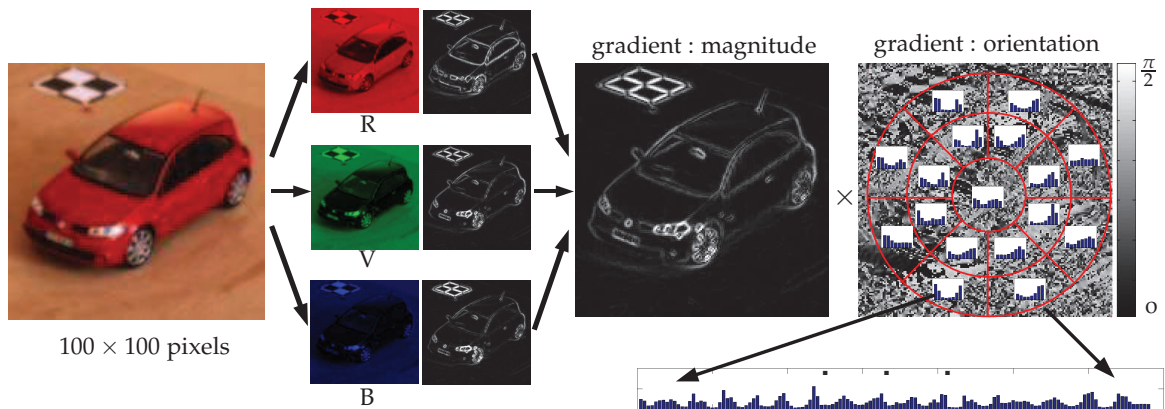 gradient : magnitude
gradient : orientation
π
2
R
V
B
×
o
100 × 100 pixels